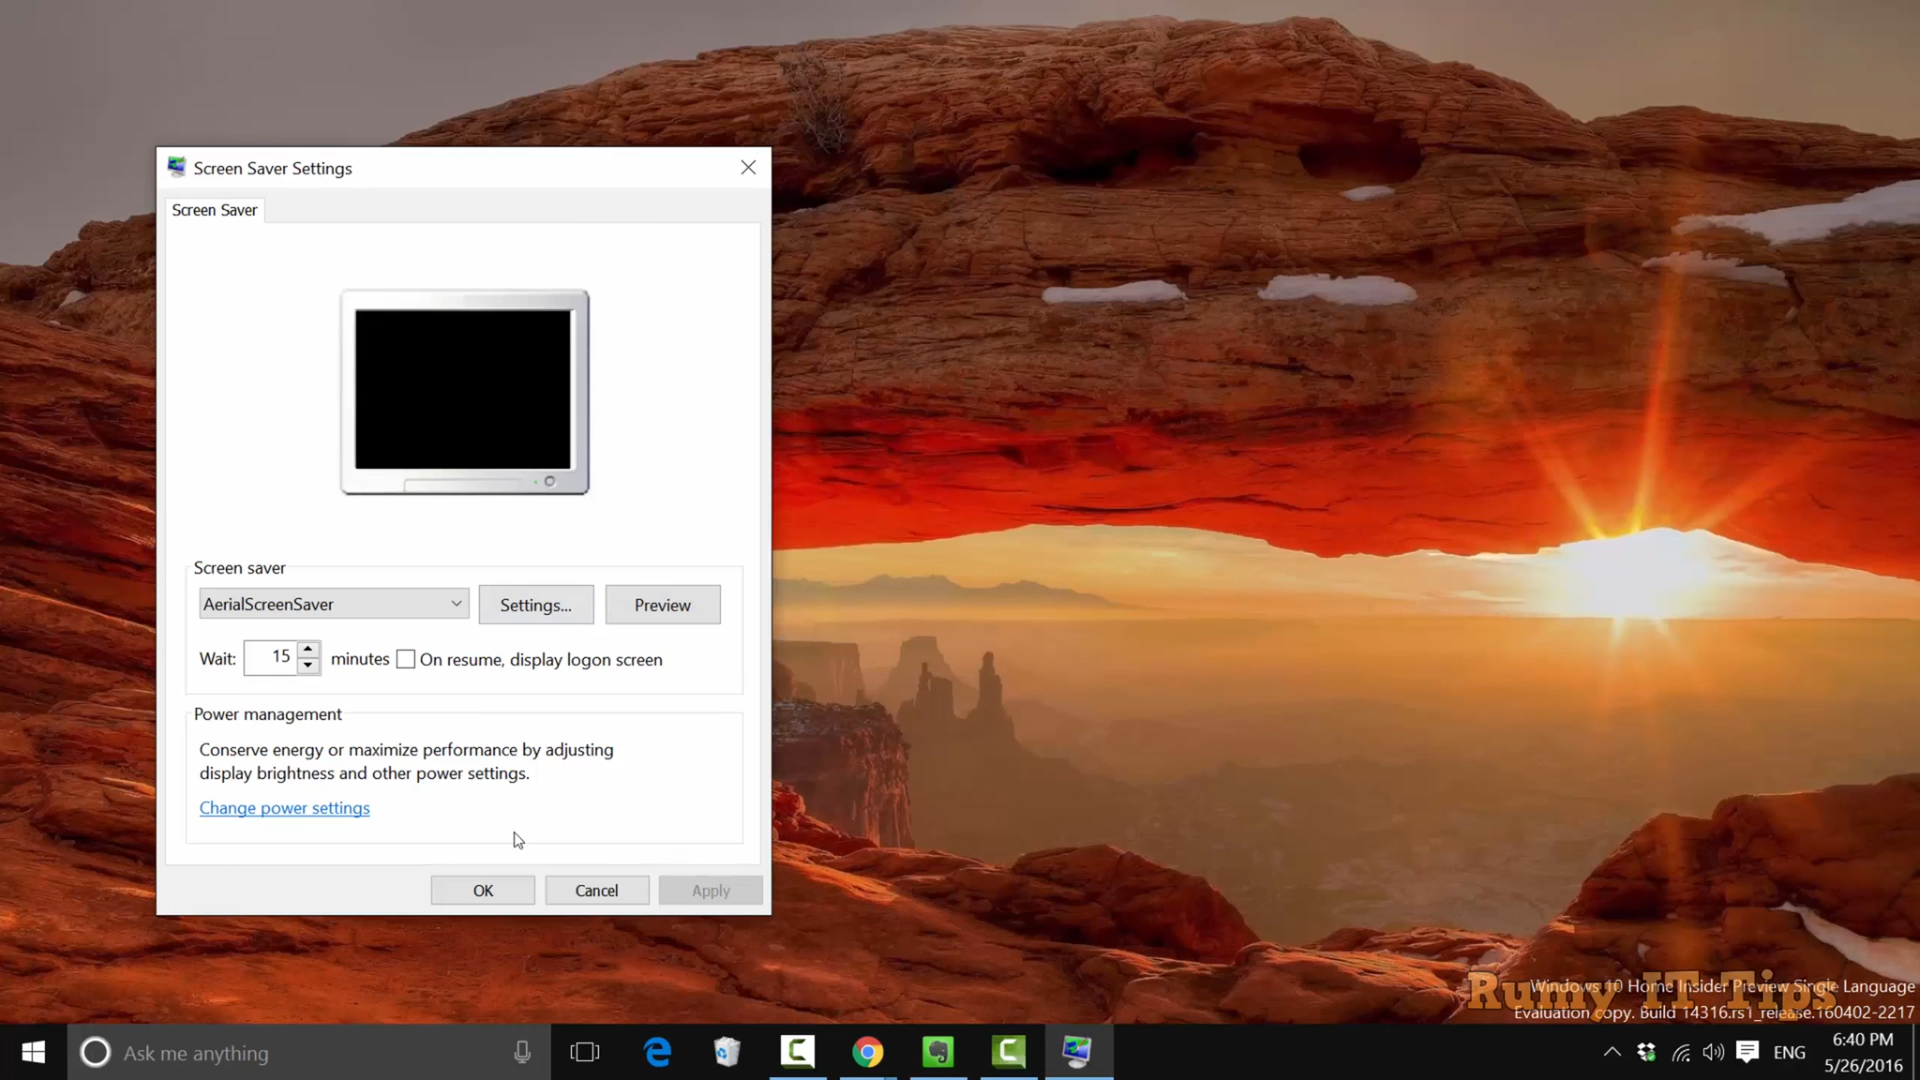 Screen Saver Settings
Screen Saver
Screen saver
AerialScreenSaver
Settings...
Preview
Wait: 15 minutes On resume, display logon screen
Power management
Conserve energy or maximize performance by adjusting
display brightness and other power settings.
Change power settings
OK Cancel Apply
Rumy IT Tips
Windows 10 Home Insider Preview Single Language
Evaluation copy. Build 14316.rs1_release.160402-2217
Ask me anything
ENG
6:40 PM
5/26/2016